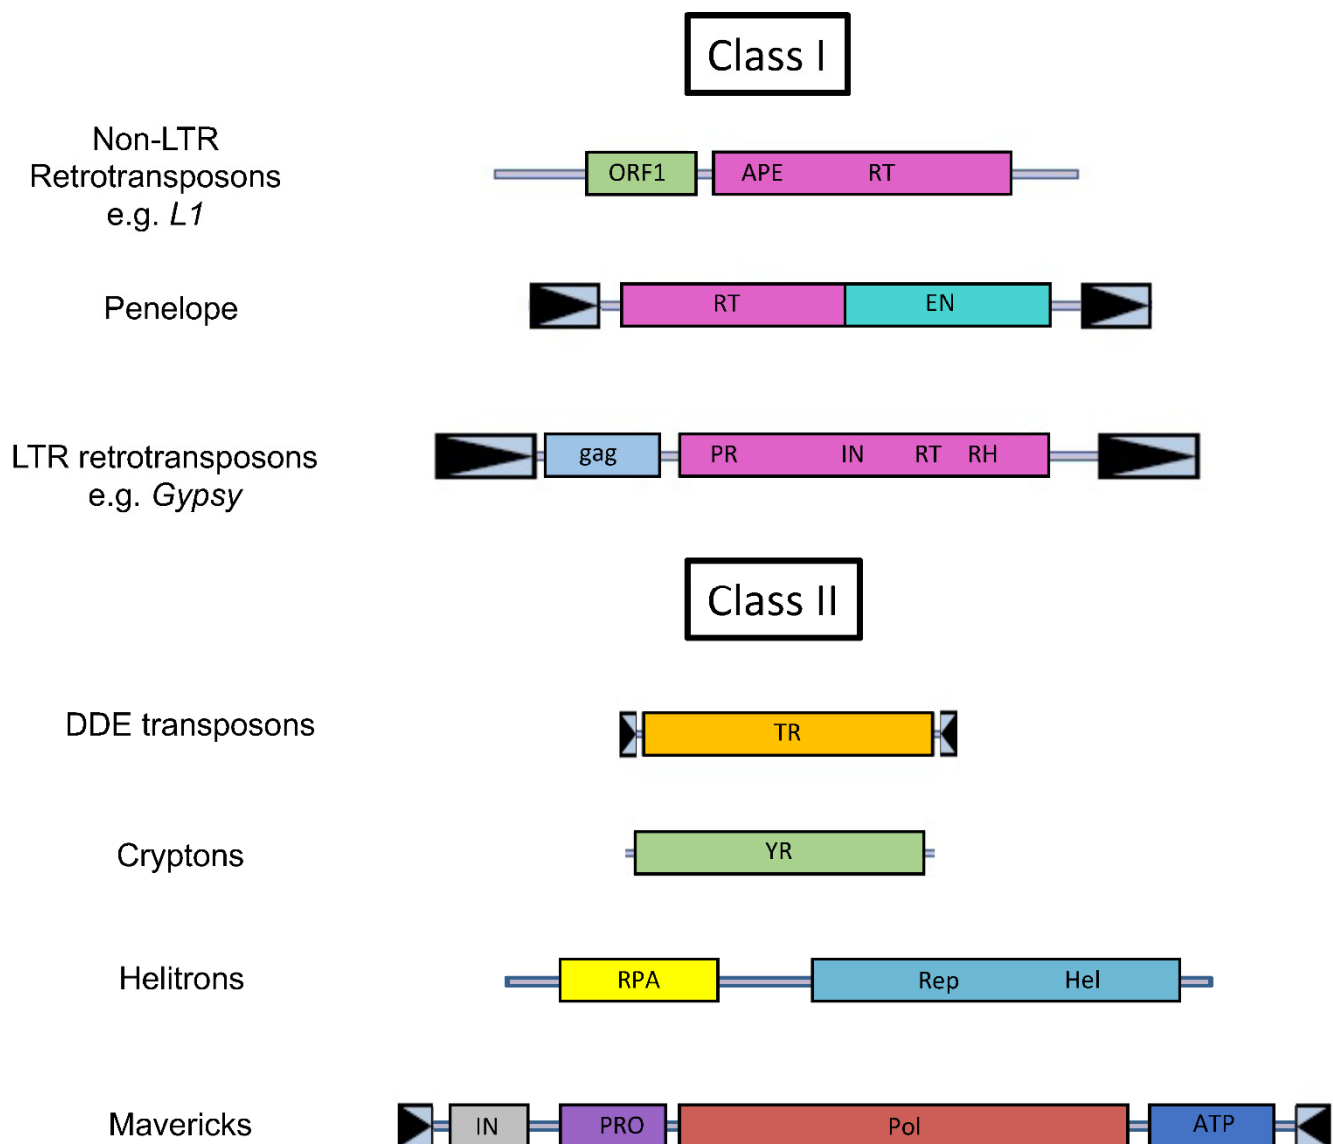 Class I
Non-LTR
Retrotransposons
e.g. L1
ORF1 APE RT
Penelope
RT EN
LTR retrotransposons
e.g. Gypsy
gag PR IN RT RH
Class II
DDE transposons
TR
Cryptons
YR
Helitrons
RPA Rep Hel
Mavericks
IN PRO Pol ATP